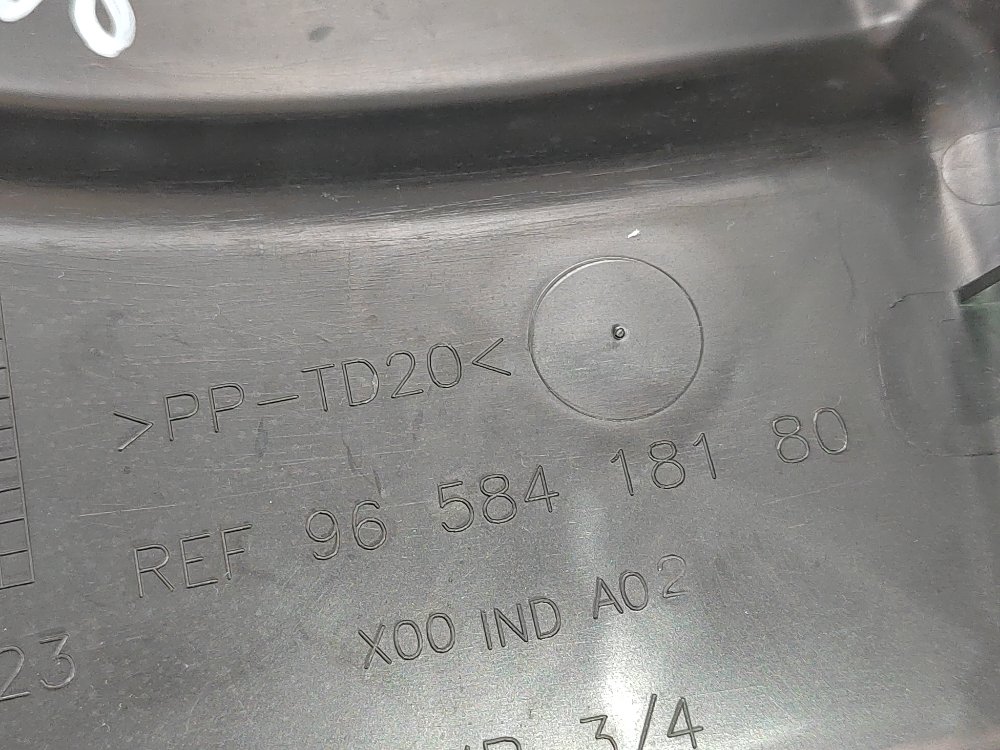 >PP-TD20<
REF 96 584 181 80
X00 IND A02
23
3/4